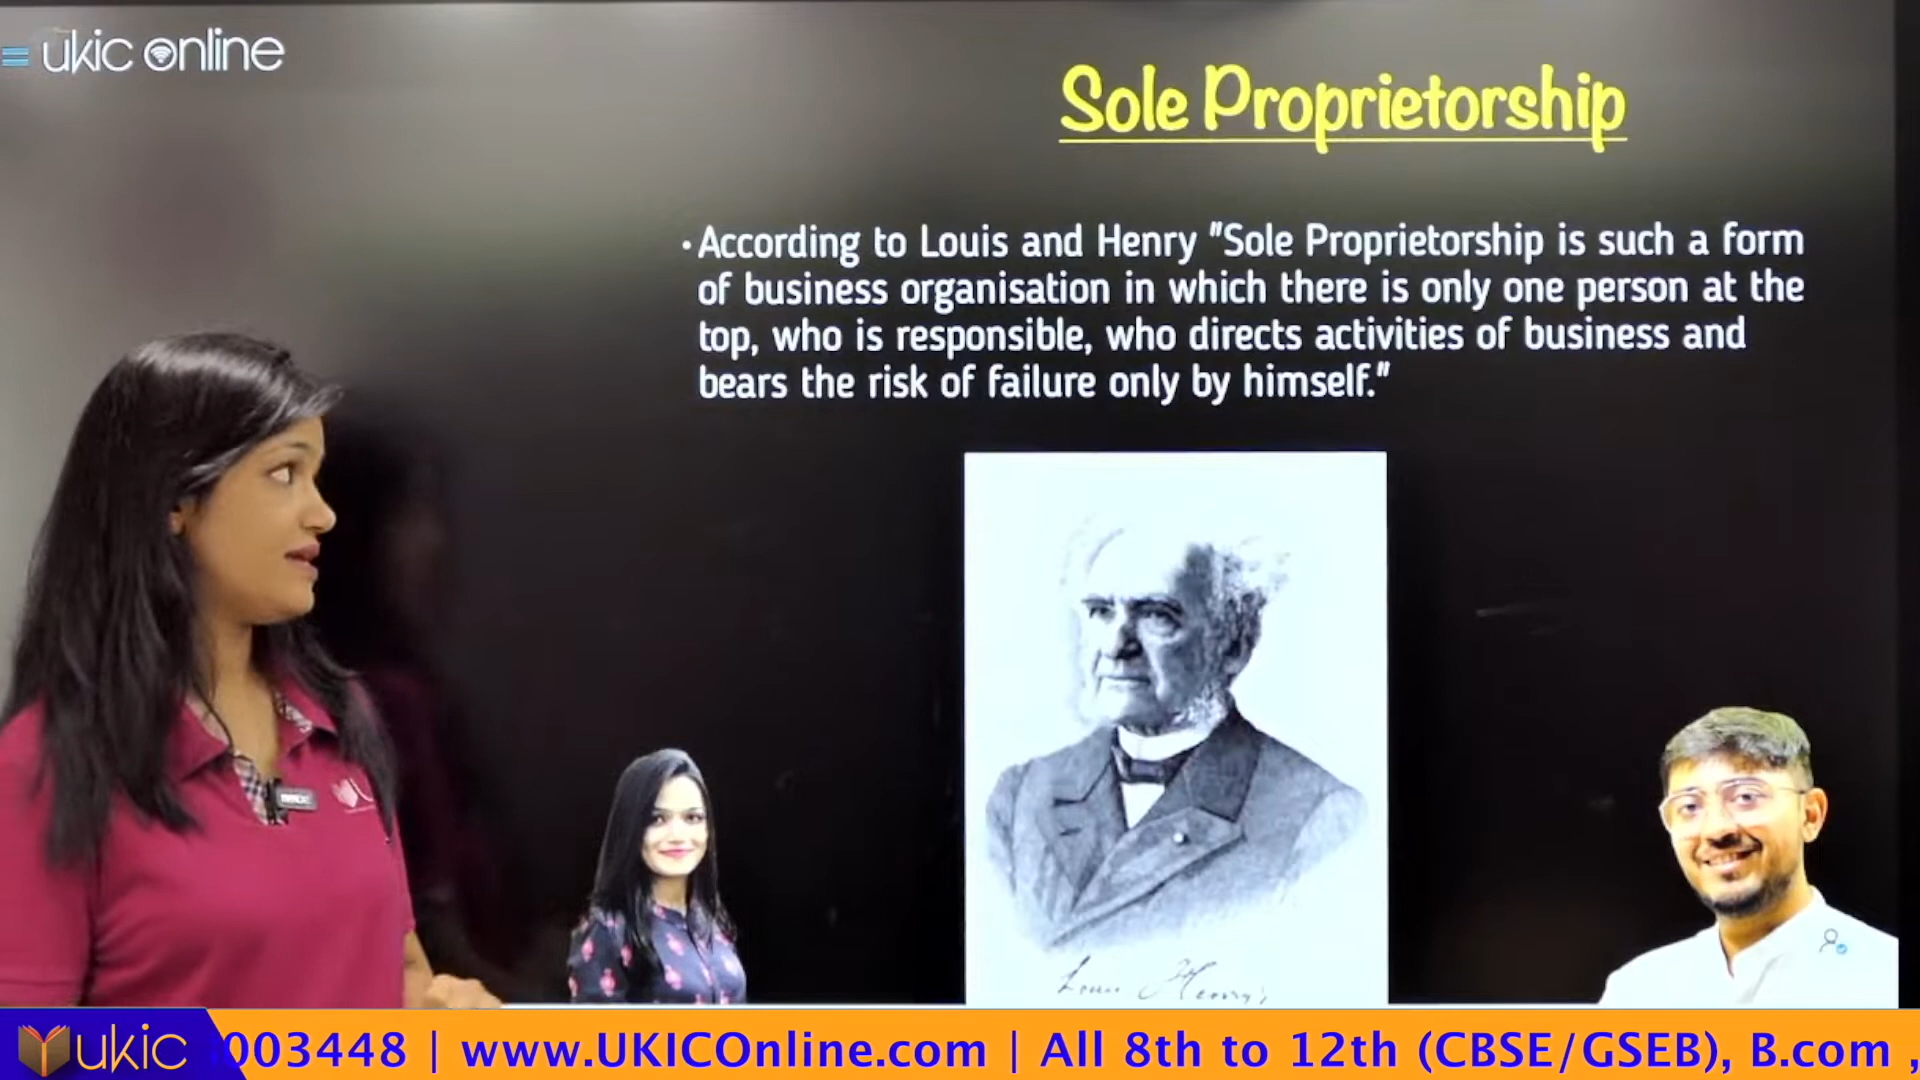 ukic online
Sole Proprietorship
• According to Louis and Henry "Sole Proprietorship is such a form
of business organisation in which there is only one person at the
top, who is responsible, who directs activities of business and
bears the risk of failure only by himself."
Louis Henry
ukic
003448 | www.UKICOnline.com | All 8th to 12th (CBSE/GSEB), B.com ,